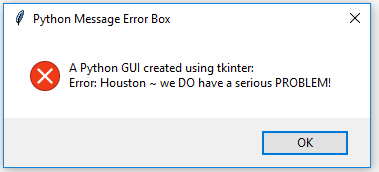 Python Message Error Box
A Python GUI created using tkinter:
Error: Houston ~ we DO have a serious PROBLEM!
OK